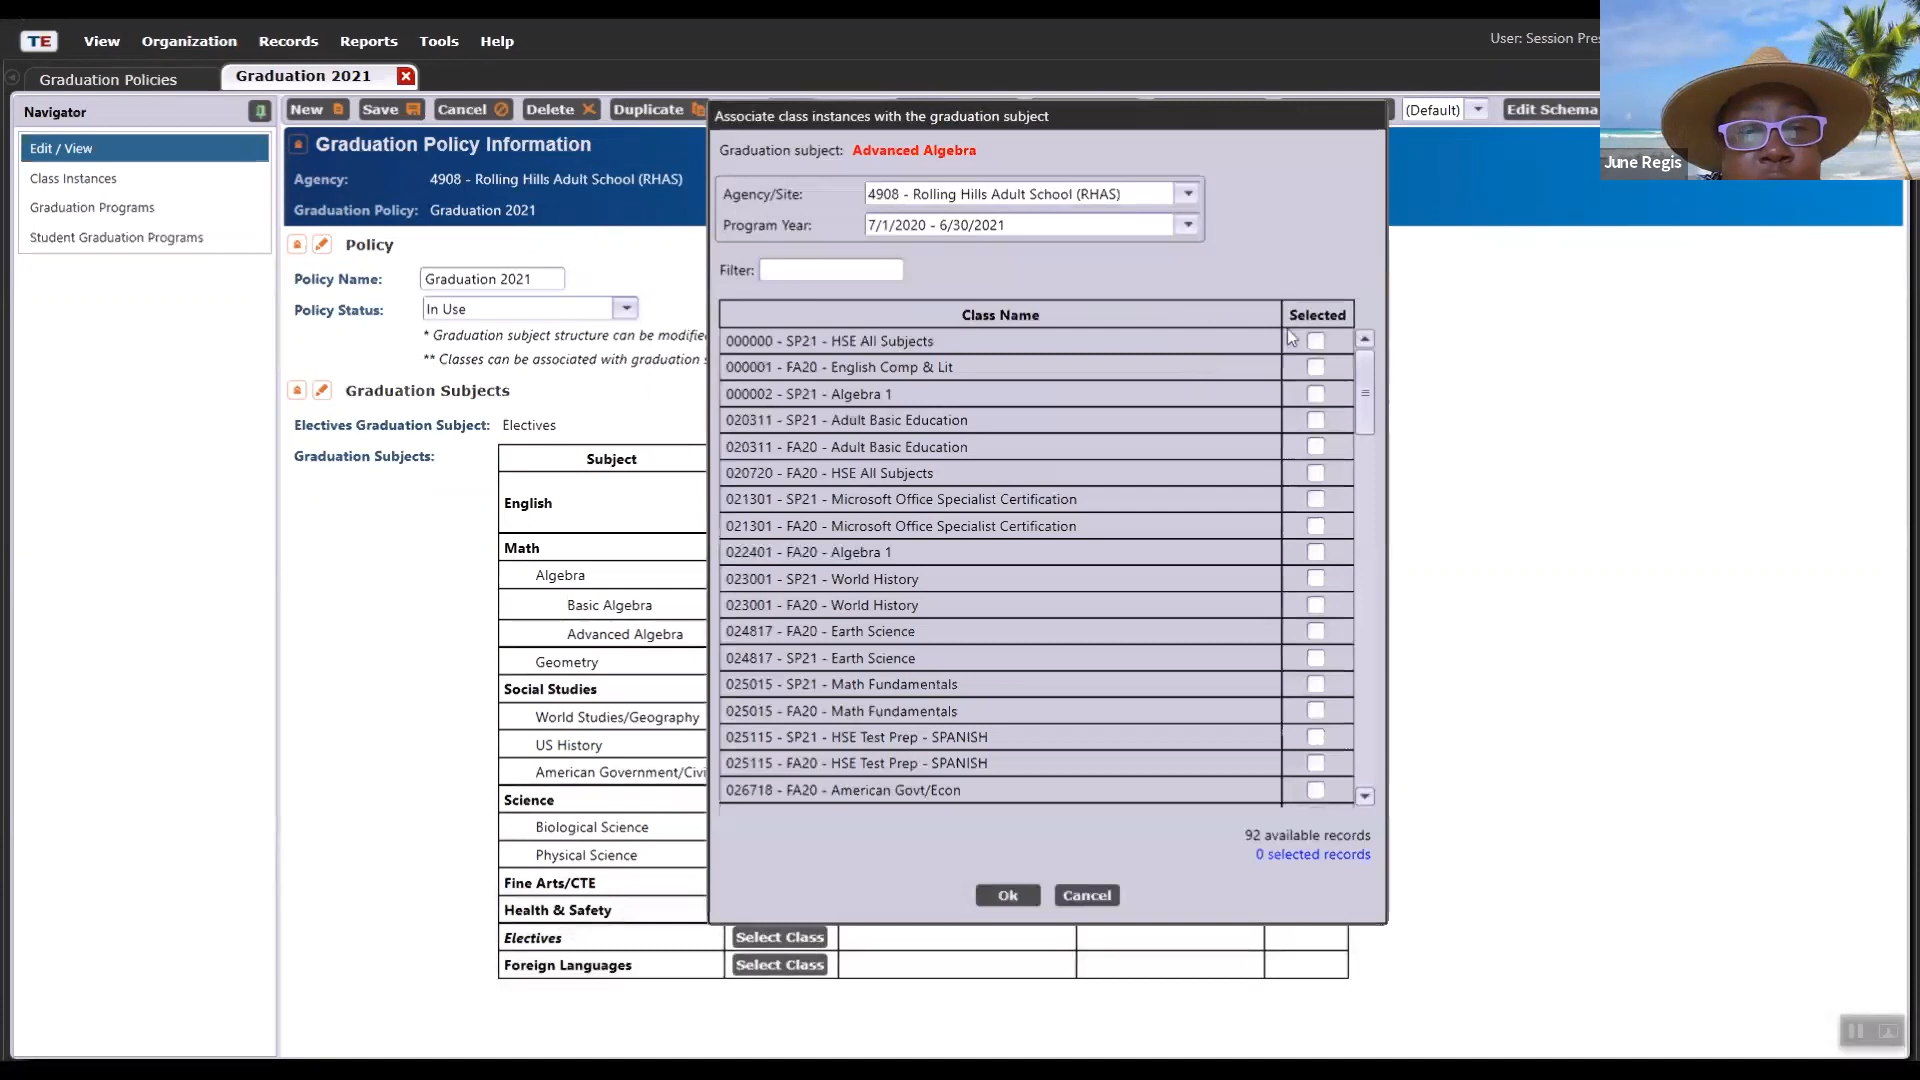 TE View Organization Records Reports Tools Help
User: Session Pres
Graduation Policies Graduation 2021
Navigator
Edit / View
Class Instances
Graduation Programs
Student Graduation Programs
New Save Cancel Delete Duplicate
(Default) Edit Schema
Graduation Policy Information
Agency: 4908 - Rolling Hills Adult School (RHAS)
Graduation Policy: Graduation 2021
Policy
Policy Name: Graduation 2021
Policy Status: In Use
* Graduation subject structure can be modified
** Classes can be associated with graduation s
Graduation Subjects
Electives Graduation Subject: Electives
Graduation Subjects:
Subject
English
Math
Algebra
Basic Algebra
Advanced Algebra
Geometry
Social Studies
World Studies/Geography
US History
American Government/Civi
Science
Biological Science
Physical Science
Fine Arts/CTE
Health & Safety
Electives Select Class
Foreign Languages Select Class
Associate class instances with the graduation subject
Graduation subject: Advanced Algebra
Agency/Site: 4908 - Rolling Hills Adult School (RHAS)
Program Year: 7/1/2020 - 6/30/2021
Filter:
Class Name Selected
000000 - SP21 - HSE All Subjects
000001 - FA20 - English Comp & Lit
000002 - SP21 - Algebra 1
020311 - SP21 - Adult Basic Education
020311 - FA20 - Adult Basic Education
020720 - FA20 - HSE All Subjects
021301 - SP21 - Microsoft Office Specialist Certification
021301 - FA20 - Microsoft Office Specialist Certification
022401 - FA20 - Algebra 1
023001 - SP21 - World History
023001 - FA20 - World History
024817 - FA20 - Earth Science
024817 - SP21 - Earth Science
025015 - SP21 - Math Fundamentals
025015 - FA20 - Math Fundamentals
025115 - SP21 - HSE Test Prep - SPANISH
025115 - FA20 - HSE Test Prep - SPANISH
026718 - FA20 - American Govt/Econ
92 available records
0 selected records
Ok Cancel
June Regis